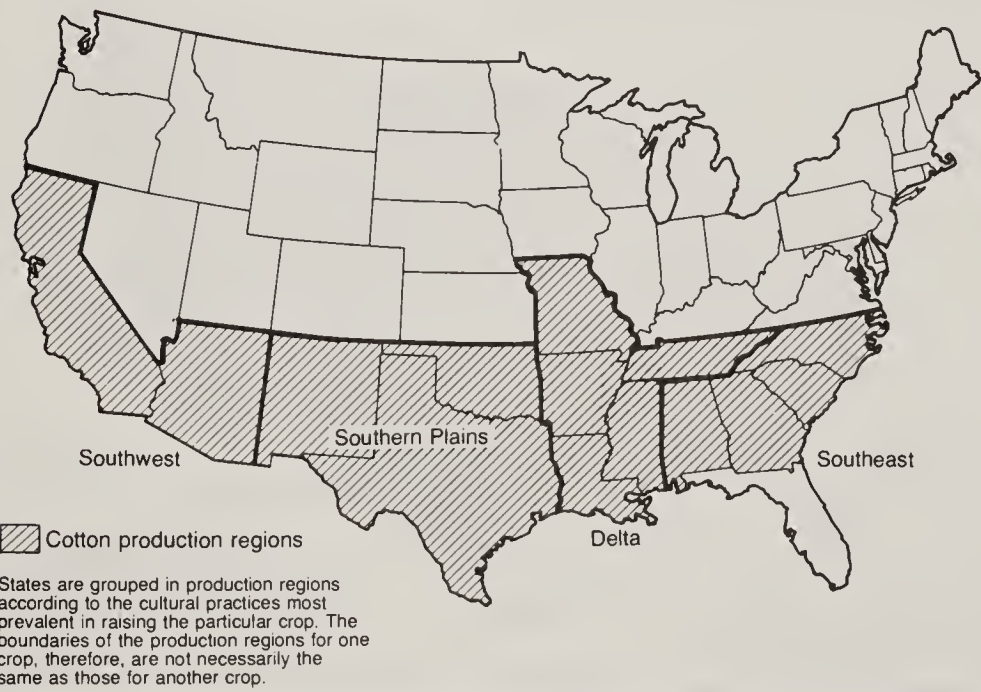 Southwest
Southern Plains
Southeast
Delta
Cotton production regions
States are grouped in production regions
according to the cultural practices most
prevalent in raising the particular crop. The
boundaries of the production regions for one
crop, therefore, are not necessarily the
same as those for another crop.